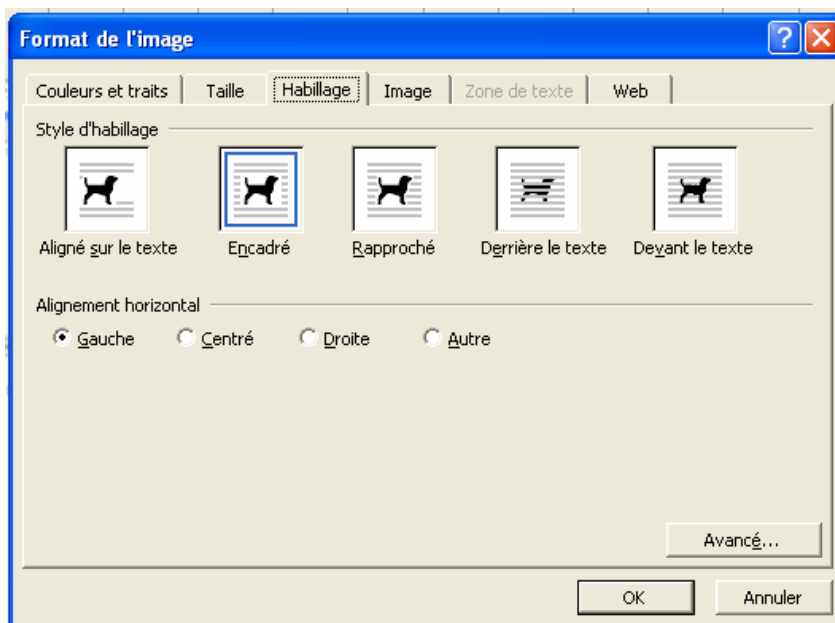 Format de l'image
Couleurs et traits Taille Habillage Image Zone de texte Web
Style d'habillage
Aligné sur le texte Encadré Rapproché Derrière le texte Devant le texte
Alignement horizontal
Gauche Centré Droite Autre
Avancé...
OK Annuler